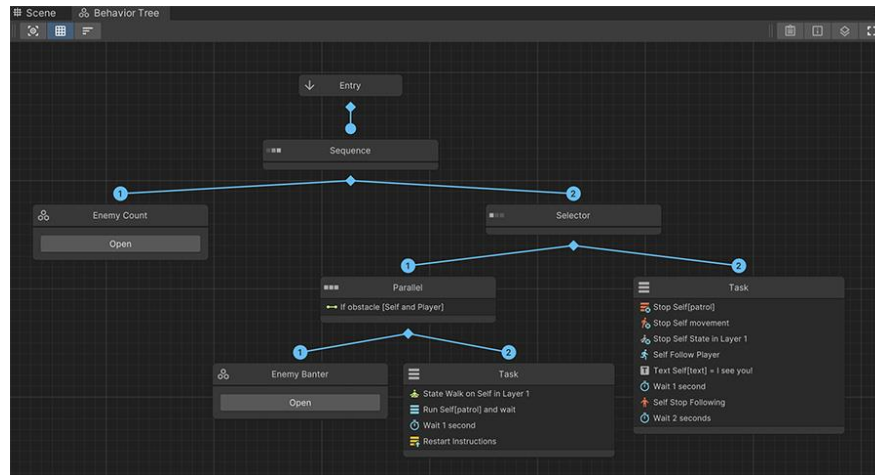 Scene
Behavior Tree
Entry
Sequence
1
2
Enemy Count
Open
Selector
1
2
Parallel
If obstacle [Self and Player]
Task
Stop Self[patrol]
Stop Self movement
Stop Self State in Layer 1
Self Follow Player
T Text Self[text] = I see you!
Wait 1 second
Self Stop Following
Wait 2 seconds
1
2
Enemy Banter
Open
Task
State Walk on Self in Layer 1
Run Self[patrol] and wait
Wait 1 second
Restart Instructions